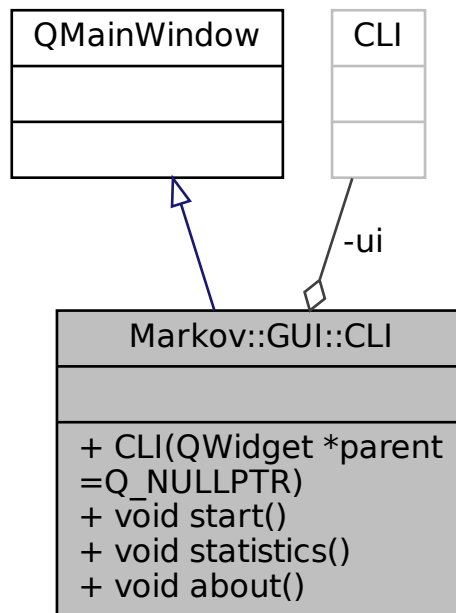 QMainWindow
CLI
-ui
Markov::GUI::CLI
+ CLI(QWidget *parent
=Q_NULLPTR)
+ void start()
+ void statistics()
+ void about()